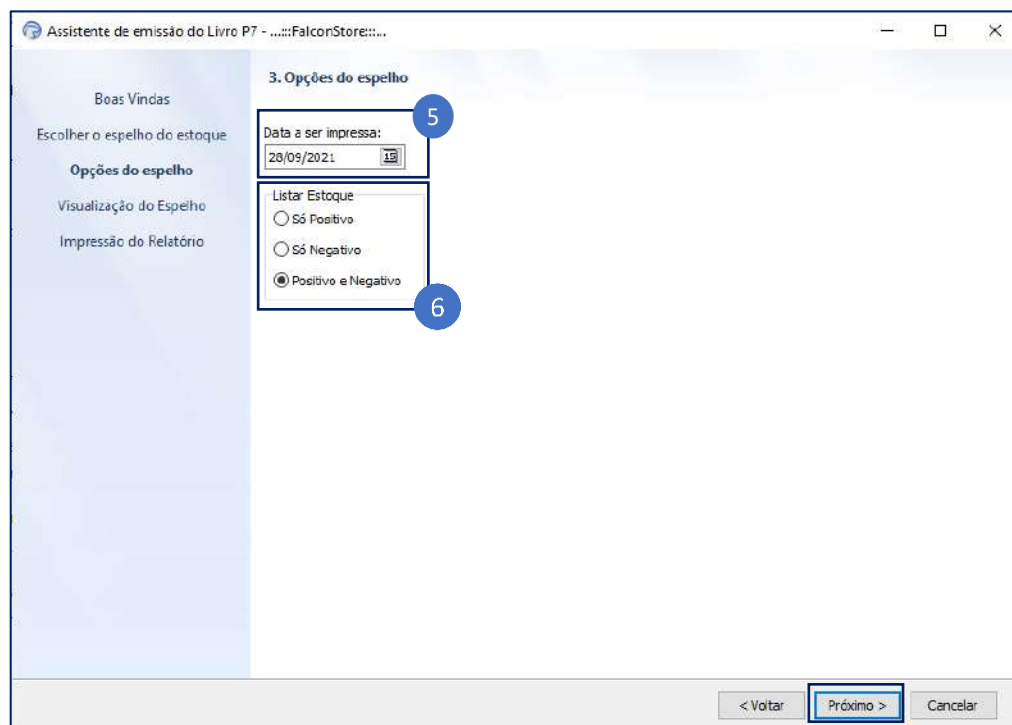 Assistente de emissão do Livro P7 - ...:::FalconStore:::...
Boas Vindas
Escolher o espelho do estoque
Opções do espelho
Visualização do Espelho
Impressão do Relatório
3. Opções do espelho
5
Data a ser impressa:
28/09/2021
15
Listar Estoque
Só Positivo
Só Negativo
Positivo e Negativo
6
< Voltar
Próximo >
Cancelar